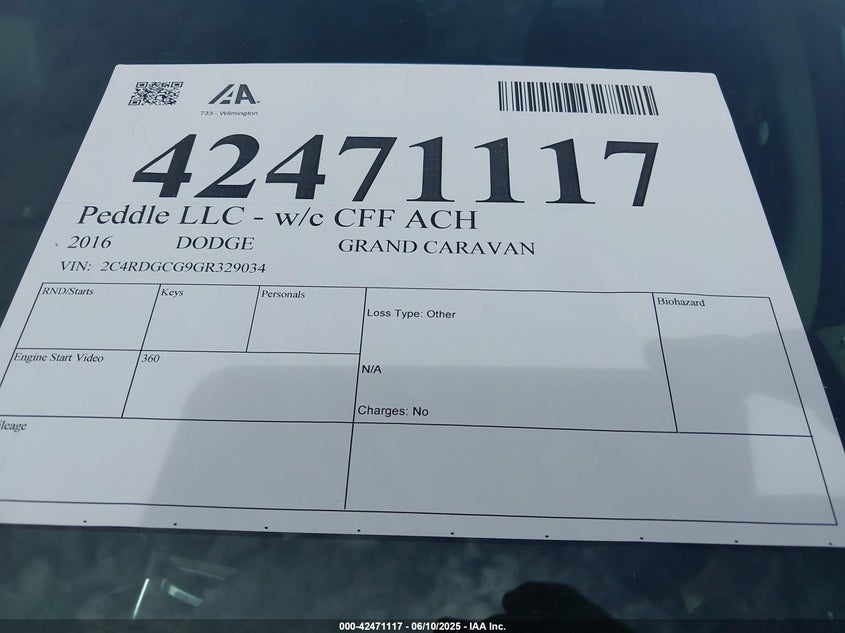 IAA
733 - Wilmington
42471117
Peddle LLC - w/c CFF ACH
2016 DODGE GRAND CARAVAN
VIN: 2C4RDGCG9GR329034
RND/Starts Keys Personals Loss Type: Other Biohazard
Engine Start Video 360 N/A
Charges: No
ileage
000-42471117 - 06/10/2025 - IAA Inc.